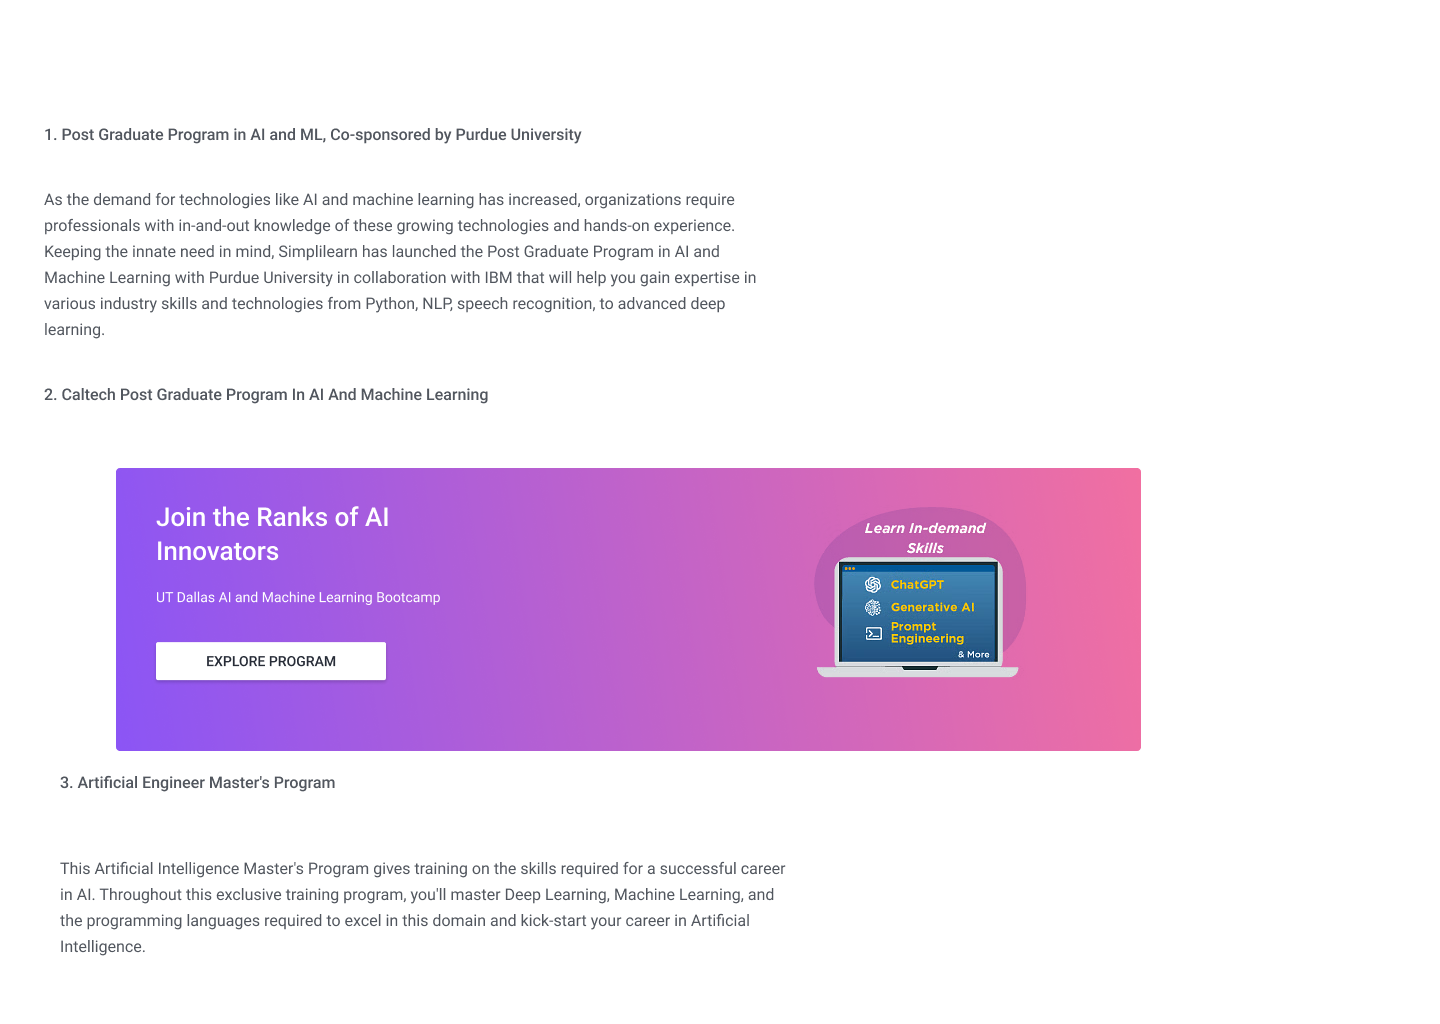 1. Post Graduate Program in AI and ML, Co-sponsored by Purdue University
As the demand for technologies like AI and machine learning has increased, organizations require
professionals with in-and-out knowledge of these growing technologies and hands-on experience.
Keeping the innate need in mind, Simplilearn has launched the Post Graduate Program in AI and
Machine Learning with Purdue University in collaboration with IBM that will help you gain expertise in
various industry skills and technologies from Python, NLP, speech recognition, to advanced deep
learning.
2. Caltech Post Graduate Program In AI And Machine Learning
Join the Ranks of AI
Innovators
UT Dallas AI and Machine Learning Bootcamp
EXPLORE PROGRAM
Learn In-demand
Skills
ChatGPT
Generative AI
Prompt
Engineering
& More
3. Artificial Engineer Master's Program
This Artificial Intelligence Master's Program gives training on the skills required for a successful career
in AI. Throughout this exclusive training program, you'll master Deep Learning, Machine Learning, and
the programming languages required to excel in this domain and kick-start your career in Artificial
Intelligence.